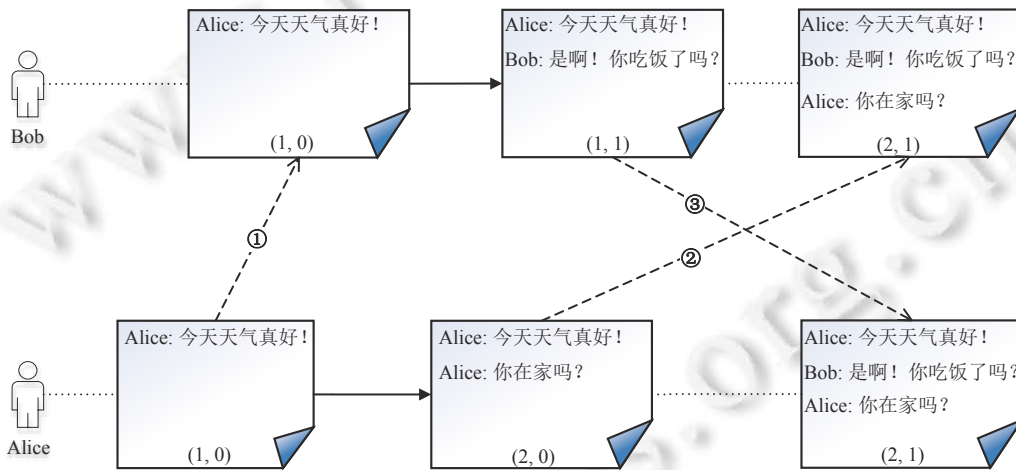 Alice: 今天天气真好！
(1, 0)
Alice: 今天天气真好！
Bob: 是啊！你吃饭了吗？
(1, 1)
Alice: 今天天气真好！
Bob: 是啊！你吃饭了吗？
Alice: 你在家吗？
(2, 1)
Bob
①
③
②
Alice: 今天天气真好！
(1, 0)
Alice: 今天天气真好！
Alice: 你在家吗？
(2, 0)
Alice: 今天天气真好！
Bob: 是啊！你吃饭了吗？
Alice: 你在家吗？
(2, 1)
Alice